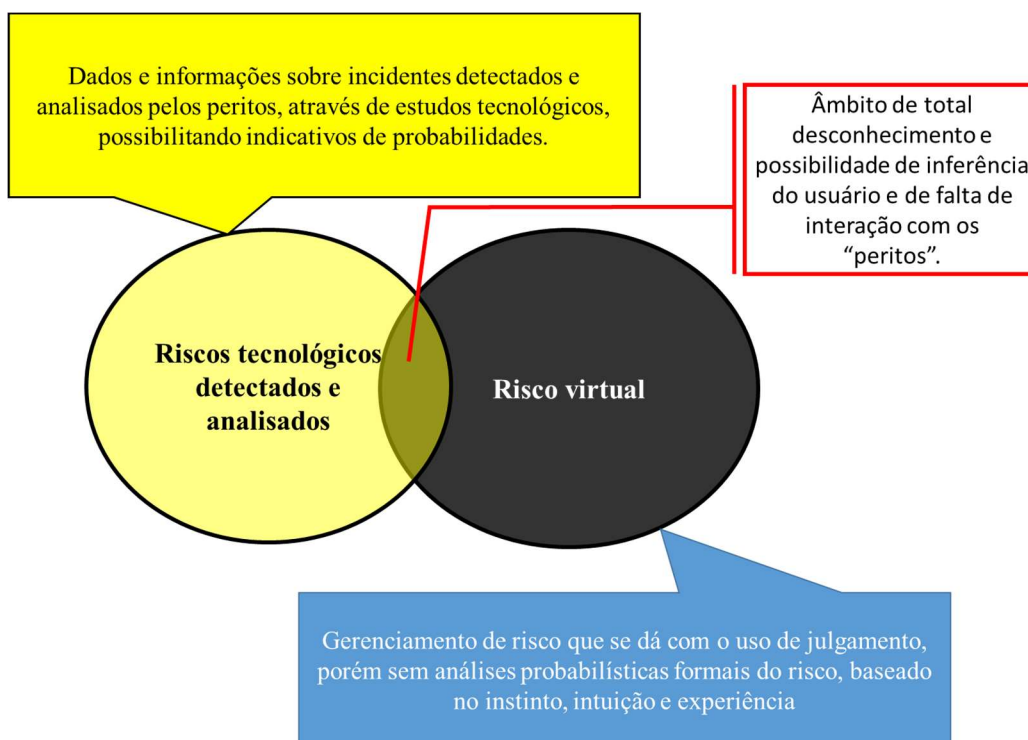 Dados e informações sobre incidentes detectados e
analisados pelos peritos, através de estudos tecnológicos,
possibilitando indicativos de probabilidades.
Âmbito de total
desconhecimento e
possibilidade de inferência
do usuário e de falta de
interação com os
“peritos”.
Riscos tecnológicos
detectados e
analisados
Risco virtual
Gerenciamento de risco que se dá com o uso de julgamento,
porém sem análises probabilísticas formais do risco, baseado
no instinto, intuição e experiência